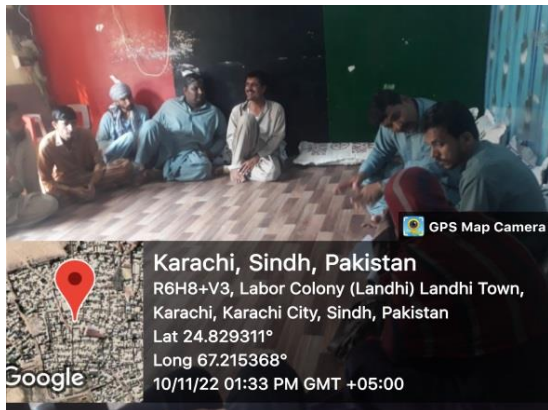 GPS Map Camera
Karachi, Sindh, Pakistan
R6H8+V3, Labor Colony (Landhi) Landhi Town,
Karachi, Karachi City, Sindh, Pakistan
Lat 24.829311°
Long 67.215368°
10/11/22 01:33 PM GMT +05:00
Google